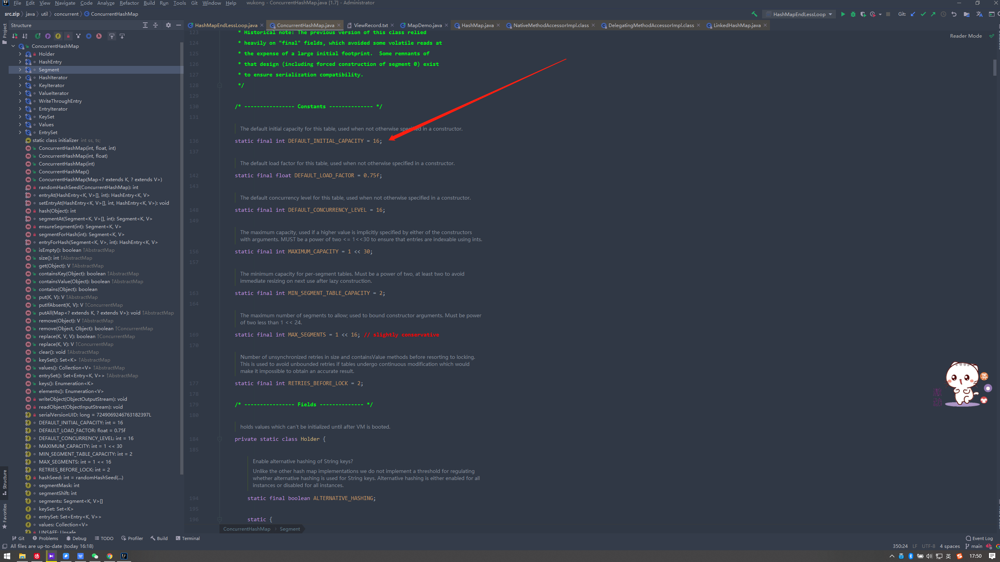 File Edit View Navigate Code Analyze Refactor Build Run Tools Git Window Help wukong - ConcurrentHashMap.java [1.7] - Administrator
src.zip java util concurrent ConcurrentHashMap
HashMapEndLessLoop Git:
Project
Structure
HashMapEndLessLoop.java ConcurrentHashMap.java ViewRecord.txt MapDemo.java HashMap.java NativeMethodAccessorImpl.class DelegatingMethodAccessorImpl.class LinkedHashMap.java
Reader Mode
ConcurrentHashMap
Holder
HashEntry
Segment
HashIterator
KeyIterator
ValueIterator
WriteThroughEntry
EntryIterator
KeySet
Values
EntrySet
static class initializer int ss, ts;
ConcurrentHashMap(int, float, int)
ConcurrentHashMap(int, float)
ConcurrentHashMap(int)
ConcurrentHashMap()
ConcurrentHashMap(Map<? extends K, ? extends V>)
randomHashSeed(ConcurrentHashMap): int
entryAt(HashEntry<K, V>[], int): HashEntry<K, V>
setEntryAt(HashEntry<K, V>[], int, HashEntry<K, V>): void
hash(Object): int
segmentAt(Segment<K, V>[], int): Segment<K, V>
ensureSegment(int): Segment<K, V>
segmentForHash(int): Segment<K, V>
entryForHash(Segment<K, V>, int): HashEntry<K, V>
isEmpty(): boolean ↑AbstractMap
size(): int ↑AbstractMap
get(Object): V ↑AbstractMap
containsKey(Object): boolean ↑AbstractMap
containsValue(Object): boolean ↑AbstractMap
contains(Object): boolean
put(K, V): V ↑AbstractMap
putIfAbsent(K, V): V ↑ConcurrentMap
putAll(Map<? extends K, ? extends V>): void ↑AbstractMap
remove(Object): V ↑AbstractMap
remove(Object, Object): boolean ↑ConcurrentMap
replace(K, V, V): boolean ↑ConcurrentMap
replace(K, V): V ↑ConcurrentMap
clear(): void ↑AbstractMap
keySet(): Set<K> ↑AbstractMap
values(): Collection<V> ↑AbstractMap
entrySet(): Set<Entry<K, V>> ↑AbstractMap
keys(): Enumeration<K>
elements(): Enumeration<V>
writeObject(ObjectOutputStream): void
readObject(ObjectInputStream): void
serialVersionUID: long = 7249069246763182397L
DEFAULT_INITIAL_CAPACITY: int = 16
DEFAULT_LOAD_FACTOR: float = 0.75f
DEFAULT_CONCURRENCY_LEVEL: int = 16
MAXIMUM_CAPACITY: int = 1 << 30
MIN_SEGMENT_TABLE_CAPACITY: int = 2
MAX_SEGMENTS: int = 1 << 16
RETRIES_BEFORE_LOCK: int = 2
hashSeed: int = randomHashSeed(...)
segmentMask: int
segmentShift: int
segments: Segment<K, V>[]
keySet: Set<K>
entrySet: Set<Entry<K, V>>
values: Collection<V>
UNSAFE: Unsafe
Structure
Favorites
123 * Historical note: The previous version of this class relied
124 * heavily on "final" fields, which avoided some volatile reads at
125 * the expense of a large initial footprint.  Some remnants of
126 * that design (including forced construction of segment 0) exist
127 * to ensure serialization compatibility.
128 */
129
130 /* ---------------- Constants -------------- */
131
The default initial capacity for this table, used when not otherwise specified in a constructor.
136 static final int DEFAULT_INITIAL_CAPACITY = 16;
137
The default load factor for this table, used when not otherwise specified in a constructor.
142 static final float DEFAULT_LOAD_FACTOR = 0.75f;
143
The default concurrency level for this table, used when not otherwise specified in a constructor.
148 static final int DEFAULT_CONCURRENCY_LEVEL = 16;
149
The maximum capacity, used if a higher value is implicitly specified by either of the constructors
with arguments. MUST be a power of two <= 1<<30 to ensure that entries are indexable using ints.
156 static final int MAXIMUM_CAPACITY = 1 << 30;
157
The minimum capacity for per-segment tables. Must be a power of two, at least two to avoid
immediate resizing on next use after lazy construction.
163 static final int MIN_SEGMENT_TABLE_CAPACITY = 2;
164
The maximum number of segments to allow; used to bound constructor arguments. Must be power
of two less than 1 << 24.
169 static final int MAX_SEGMENTS = 1 << 16; // slightly conservative
170
Number of unsynchronized retries in size and containsValue methods before resorting to locking.
This is used to avoid unbounded retries if tables undergo continuous modification which would
make it impossible to obtain an accurate result.
177 static final int RETRIES_BEFORE_LOCK = 2;
178
179 /* ---------------- Fields -------------- */
180
holds values which can't be initialized until after VM is booted.
184 private static class Holder {
185
Enable alternative hashing of String keys?
Unlike the other hash map implementations we do not implement a threshold for regulating
whether alternative hashing is used for String keys. Alternative hashing is either enabled for all
instances or disabled for all instances.
194 static final boolean ALTERNATIVE_HASHING;
195
196 static {
英
ConcurrentHashMap Segment
Git Problems Debug TODO Profiler Build Terminal Event Log
All files are up-to-date (today 16:18) 350:24 LF UTF-8 4 spaces main
英 17:50